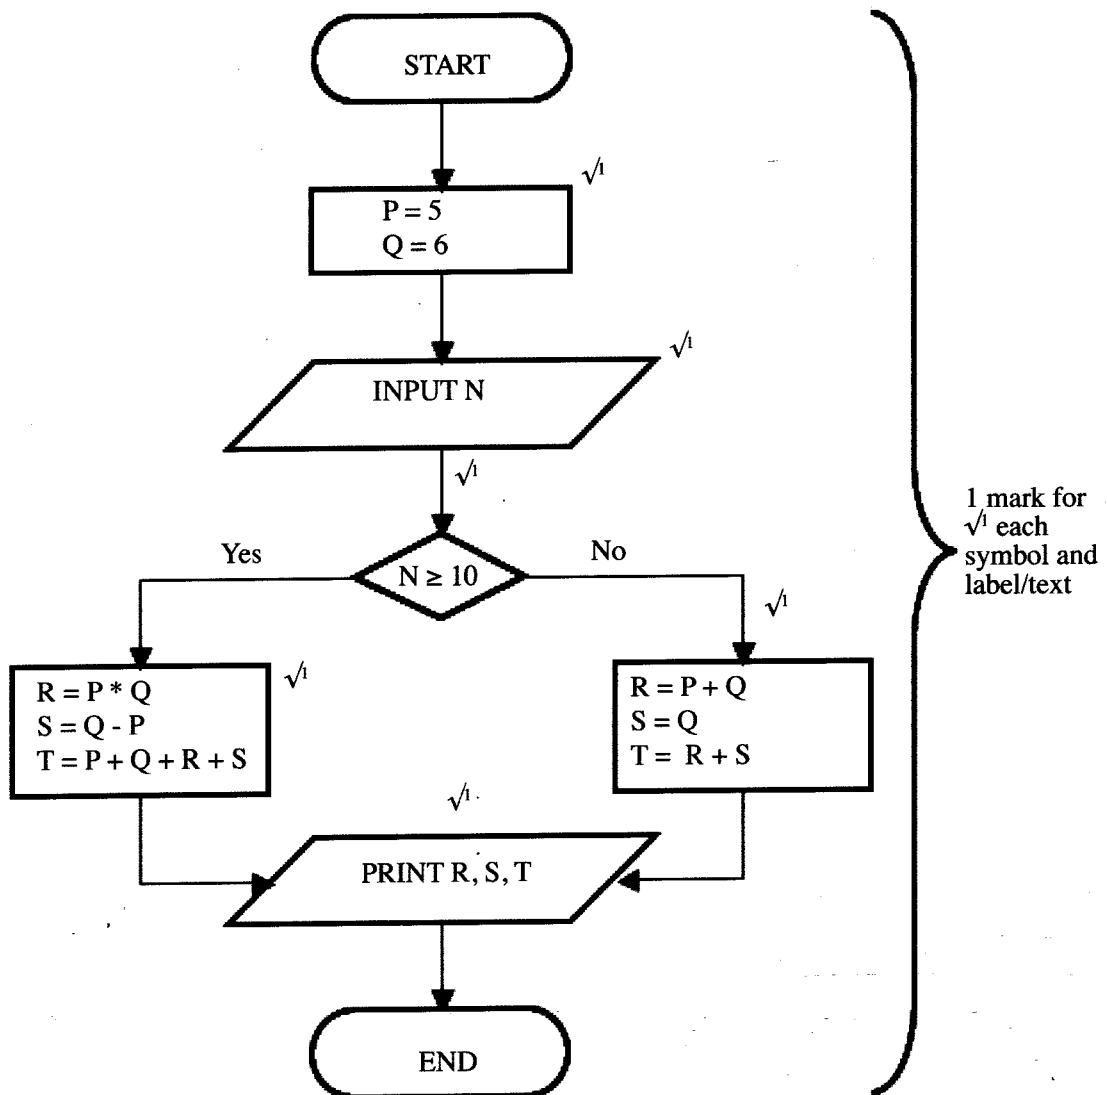 START
√1
P = 5
Q = 6
√1
INPUT N
√1
Yes
N ≥ 10
No
√1
√1
R = P * Q
S = Q - P
T = P + Q + R + S
R = P + Q
S = Q
T = R + S
√1
PRINT R, S, T
END
1 mark for
√1 each
symbol and
label/text